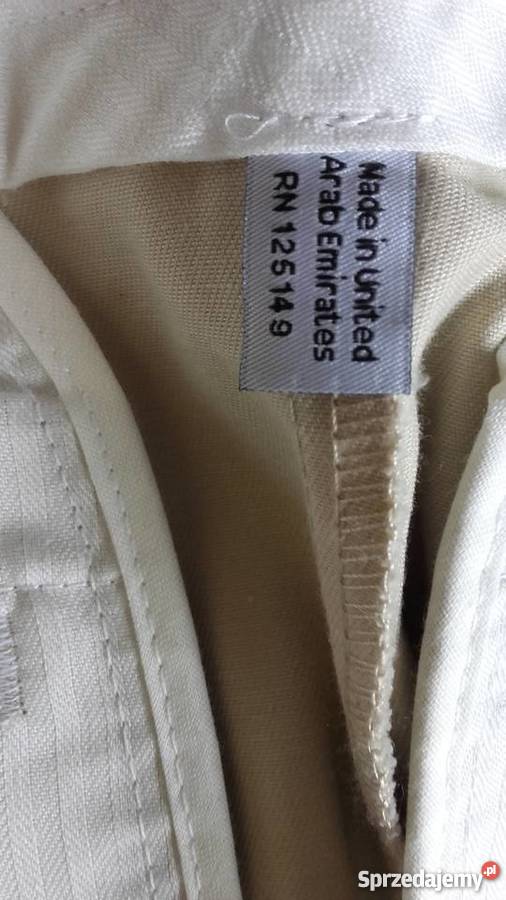 Made in United
Arab Emirates
RN 125149
Sprzedajemy.pl